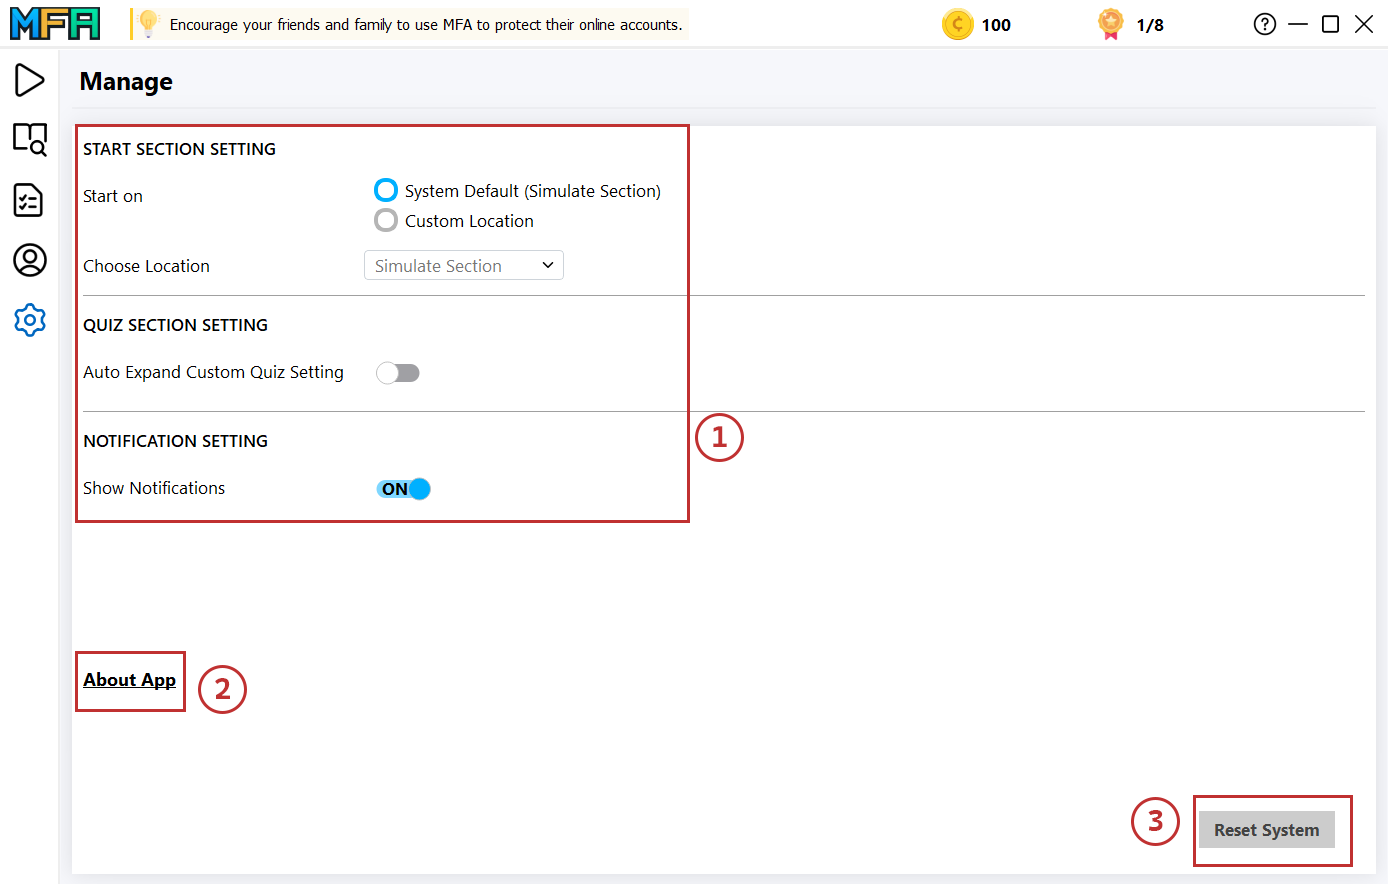 MFA
Encourage your friends and family to use MFA to protect their online accounts.
100
1/8
Manage
START SECTION SETTING
Start on
System Default (Simulate Section)
Custom Location
Choose Location
Simulate Section
QUIZ SECTION SETTING
Auto Expand Custom Quiz Setting
1
NOTIFICATION SETTING
Show Notifications
ON
About App
2
3
Reset System